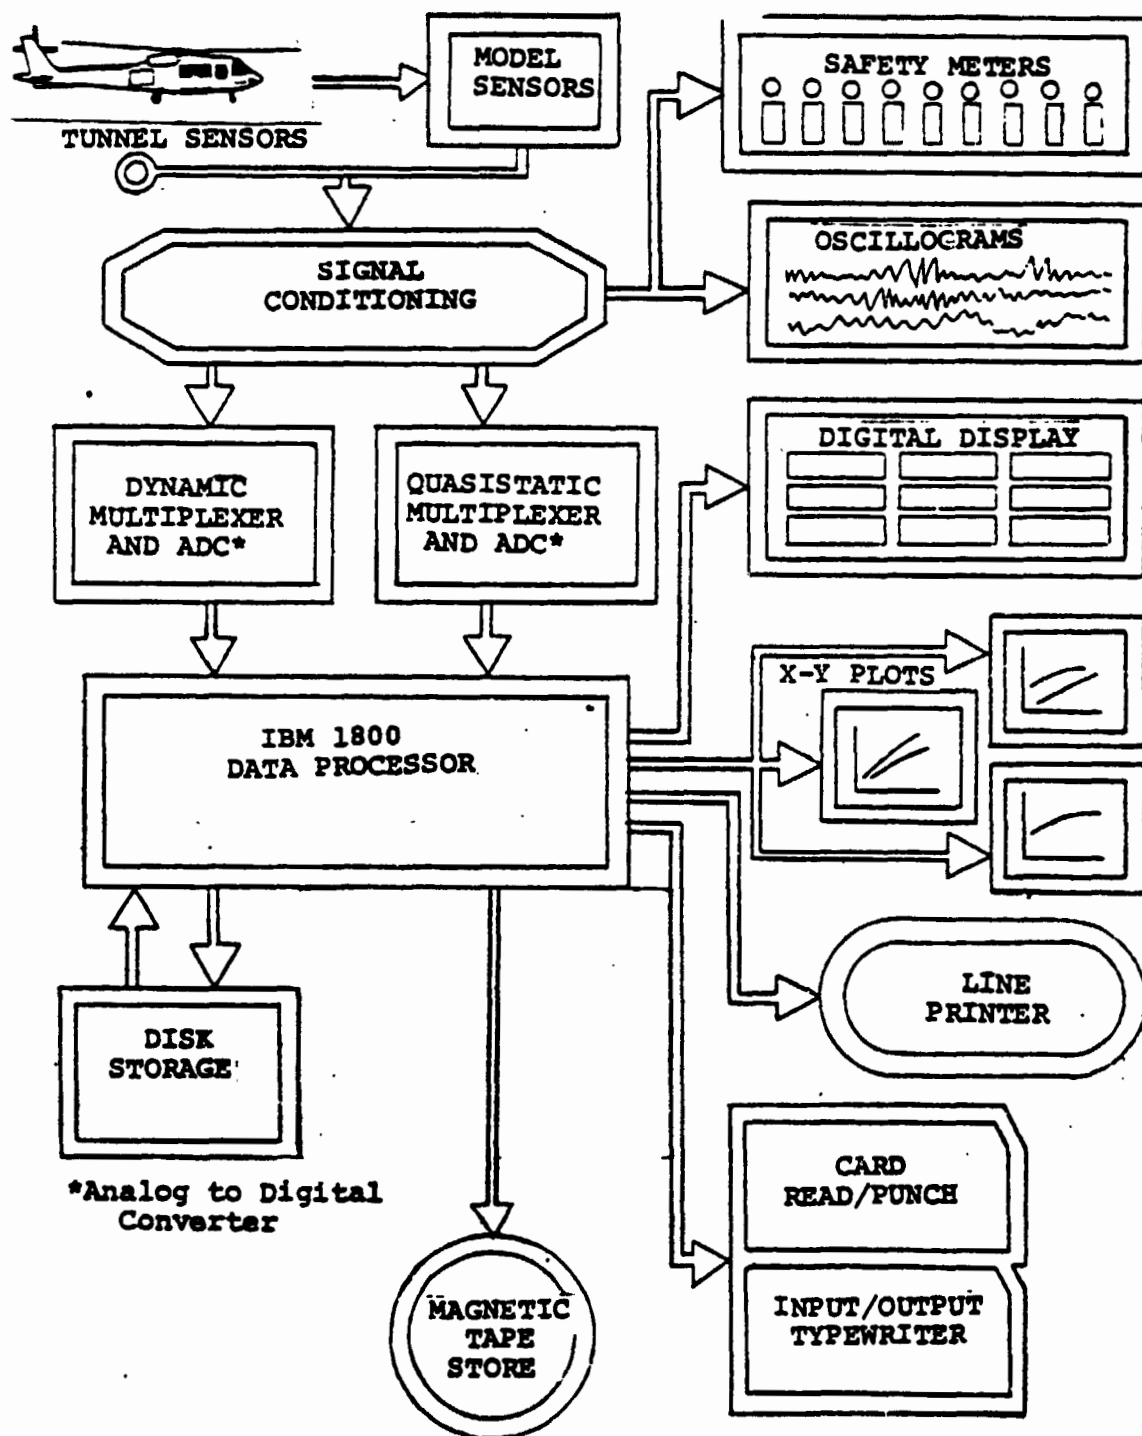 MODEL
SENSORS
SAFETY METERS
TUNNEL SENSORS
OSCILLOGRAMS
SIGNAL
CONDITIONING
DIGITAL DISPLAY
DYNAMIC
MULTIPLEXER
AND ADC*
QUASISTATIC
MULTIPLEXER
AND ADC*
X-Y PLOTS
IBM 1800
DATA PROCESSOR
LINE
PRINTER
DISK
STORAGE
CARD
READ/PUNCH
*Analog to Digital
Converter
MAGNETIC
TAPE
STORE
INPUT/OUTPUT
TYPEWRITER